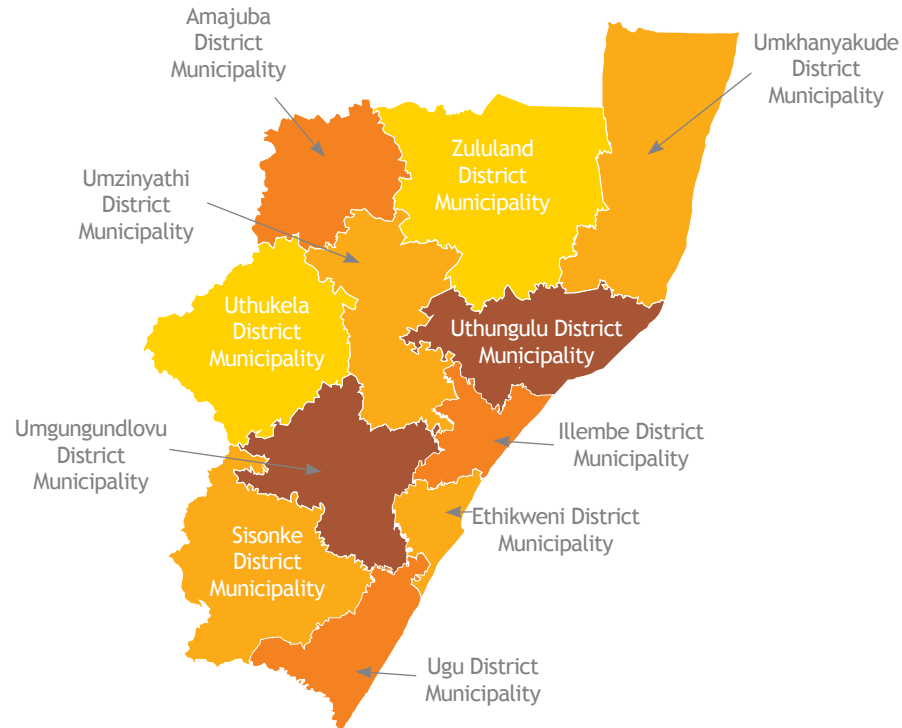 Amajuba
District
Municipality
Umkhanyakude
District
Municipality
Zululand
District
Municipality
Umzinyathi
District
Municipality
Uthukela
District
Municipality
Uthungulu District
Municipality
Umgungundlovu
District
Municipality
Illembe District
Municipality
Ethikweni District
Municipality
Sisonke
District
Municipality
Ugu District
Municipality